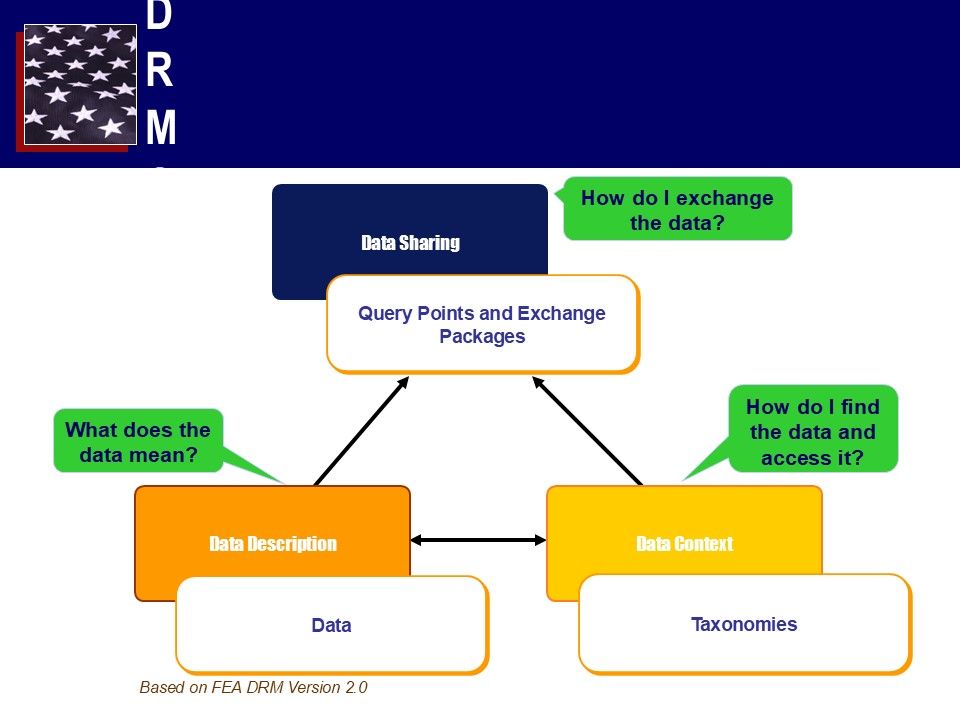 D
R
M
How do I exchange
the data?
Data Sharing
Query Points and Exchange
Packages
What does the
data mean?
How do I find
the data and
access it?
Data Description
Data Context
Data
Taxonomies
Based on FEA DRM Version 2.0